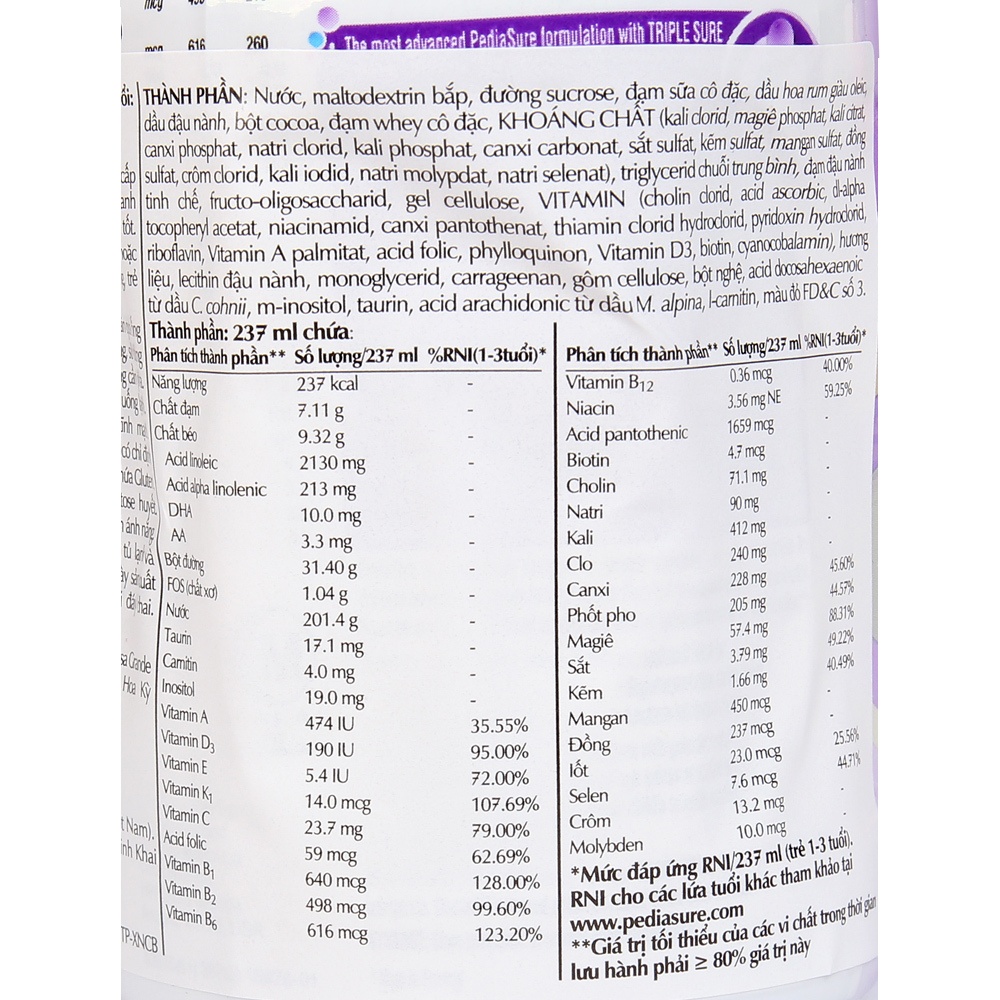 mcg 616 260
The most advanced PediaSure formulation with TRIPLE SURE
THÀNH PHẦN: Nước, maltodextrin bắp, đường sucrose, đạm sữa cô đặc, dầu hoa rum giàu oleic,
dầu đậu nành, bột cocoa, đạm whey cô đặc, KHOÁNG CHẤT (kali clorid, magiê phosphat, kali citrat,
canxi phosphat, natri clorid, kali phosphat, canxi carbonat, sắt sulfat, kẽm sulfat, mangan sulfat, đồng
sulfat, crôm clorid, kali iodid, natri molypdat, natri selenat), triglycerid chuỗi trung bình, đạm đậu nành
tinh chế, fructo-oligosaccharid, gel cellulose, VITAMIN (cholin clorid, acid ascorbic, dl-alpha
tocopheryl acetat, niacinamid, canxi pantothenat, thiamin clorid hydroclorid, pyridoxin hydroclorid,
riboflavin, Vitamin A palmitat, acid folic, phylloquinon, Vitamin D3, biotin, cyanocobalamin), hương
liệu, lecithin đậu nành, monoglycerid, carrageenan, gôm cellulose, bột nghệ, acid docosahexaenoic
từ dầu C. cohnii, m-inositol, taurin, acid arachidonic từ dầu M. alpina, l-carnitin, màu đỏ FD&C số 3.
Thành phần: 237 ml chứa:
Phân tích thành phần** Số lượng/237 ml %RNI(1-3tuổi)*
Năng lượng 237 kcal -
Chất đạm 7.11 g -
Chất béo 9.32 g -
Acid linoleic 2130 mg -
Acid alpha linolenic 213 mg -
DHA 10.0 mg -
AA 3.3 mg -
Bột đường 31.40 g -
FOS (chất xơ) 1.04 g -
Nước 201.4 g -
Taurin 17.1 mg -
Carnitin 4.0 mg -
Inositol 19.0 mg -
Vitamin A 474 IU 35.55%
Vitamin D3 190 IU 95.00%
Vitamin E 5.4 IU 72.00%
Vitamin K1 14.0 mcg 107.69%
Vitamin C 23.7 mg 79.00%
Acid folic 59 mcg 62.69%
Vitamin B1 640 mcg 128.00%
Vitamin B2 498 mcg 99.60%
Vitamin B6 616 mcg 123.20%
Phân tích thành phần** Số lượng/237 ml %RNI(1-3tuổi)*
Vitamin B12 0.36 mcg 40.00%
Niacin 3.56 mg NE 59.25%
Acid pantothenic 1659 mcg -
Biotin 4.7 mcg -
Cholin 71.1 mg -
Natri 90 mg -
Kali 412 mg -
Clo 240 mg -
Canxi 228 mg 45.60%
Phốt pho 205 mg 44.57%
Magiê 57.4 mg 88.31%
Sắt 3.79 mg 49.22%
Kẽm 1.66 mg 40.49%
Mangan 450 mcg -
Đồng 237 mcg -
Iốt 23.0 mcg 25.56%
Selen 7.6 mcg 44.71%
Crôm 13.2 mcg -
Molybden 10.0 mcg -
*Mức đáp ứng RNI/237 ml (trẻ 1-3 tuổi).
RNI cho các lứa tuổi khác tham khảo tại
www.pediasure.com
**Giá trị tối thiểu của các vi chất trong thời gian
lưu hành phải ≥ 80% giá trị này